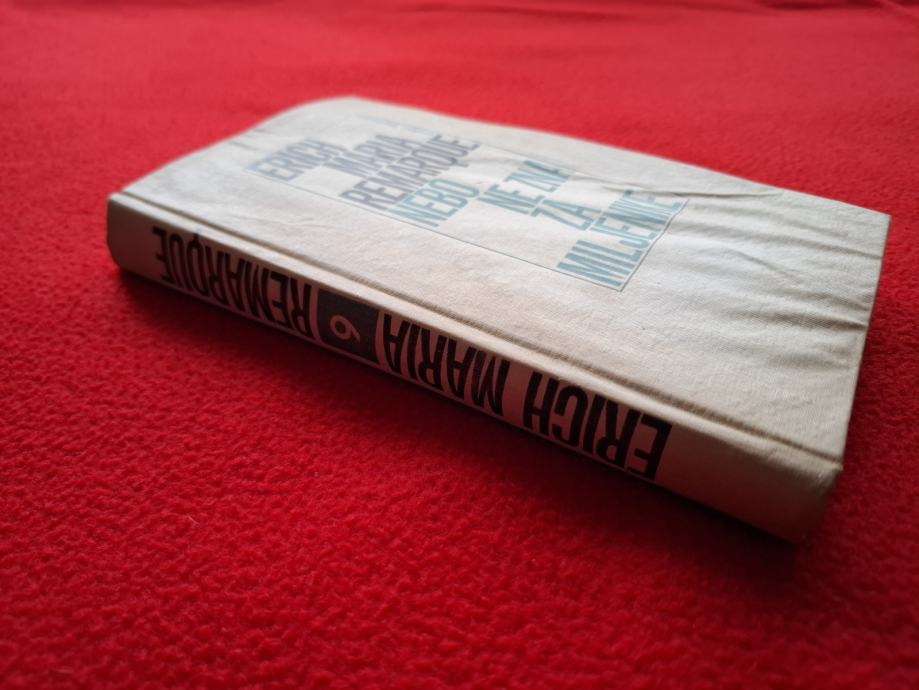 ERICH
MARIA
REMARQUE
NEBO
NE ZNA
ZA
MILJENIKE
ERICH MARIA 6 REMARQUE